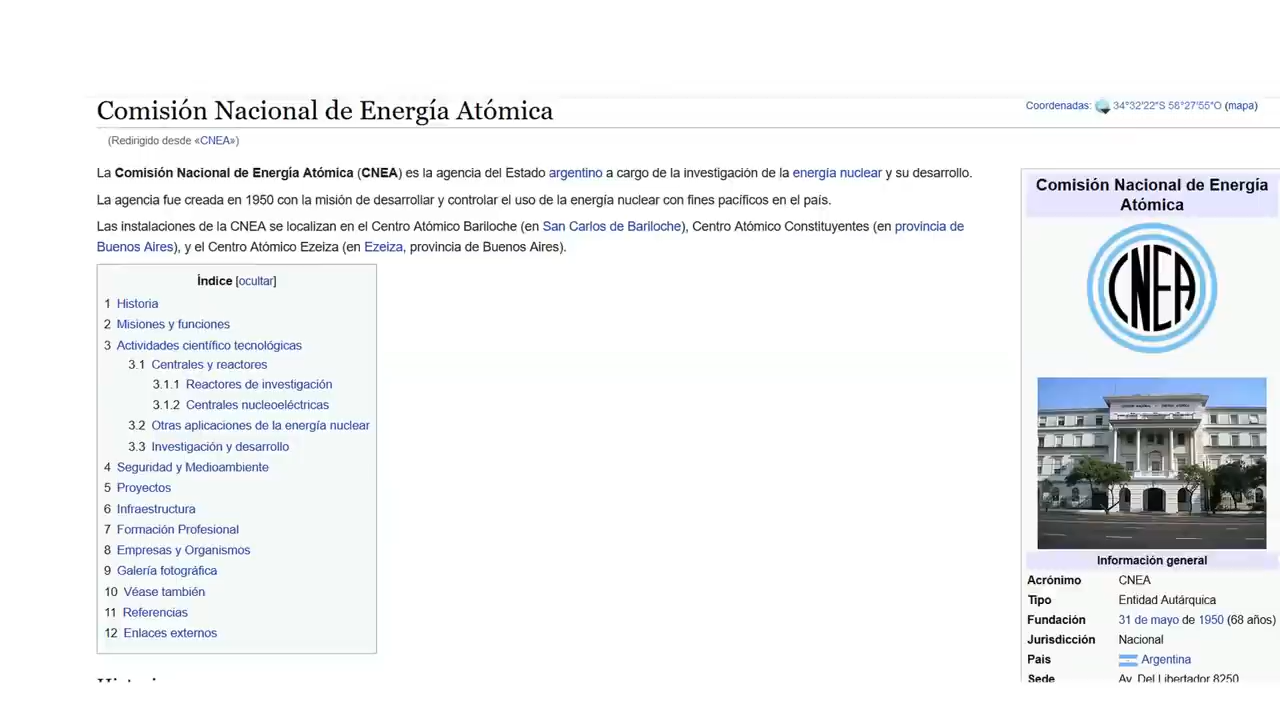 Comisión Nacional de Energía Atómica
Coordenadas: 34°32′22″S 58°27′55″O (mapa)
(Redirigido desde «CNEA»)
La Comisión Nacional de Energía Atómica (CNEA) es la agencia del Estado argentino a cargo de la investigación de la energía nuclear y su desarrollo.
La agencia fue creada en 1950 con la misión de desarrollar y controlar el uso de la energía nuclear con fines pacíficos en el país.
Las instalaciones de la CNEA se localizan en el Centro Atómico Bariloche (en San Carlos de Bariloche), Centro Atómico Constituyentes (en provincia de
Buenos Aires), y el Centro Atómico Ezeiza (en Ezeiza, provincia de Buenos Aires).
Índice [ocultar]
1 Historia
2 Misiones y funciones
3 Actividades científico tecnológicas
3.1 Centrales y reactores
3.1.1 Reactores de investigación
3.1.2 Centrales nucleoeléctricas
3.2 Otras aplicaciones de la energía nuclear
3.3 Investigación y desarrollo
4 Seguridad y Medioambiente
5 Proyectos
6 Infraestructura
7 Formación Profesional
8 Empresas y Organismos
9 Galería fotográfica
10 Véase también
11 Referencias
12 Enlaces externos
Comisión Nacional de Energía
Atómica
CNEA
Información general
Acrónimo CNEA
Tipo Entidad Autárquica
Fundación 31 de mayo de 1950 (68 años)
Jurisdicción Nacional
País Argentina
Sede Av. Del Libertador 8250